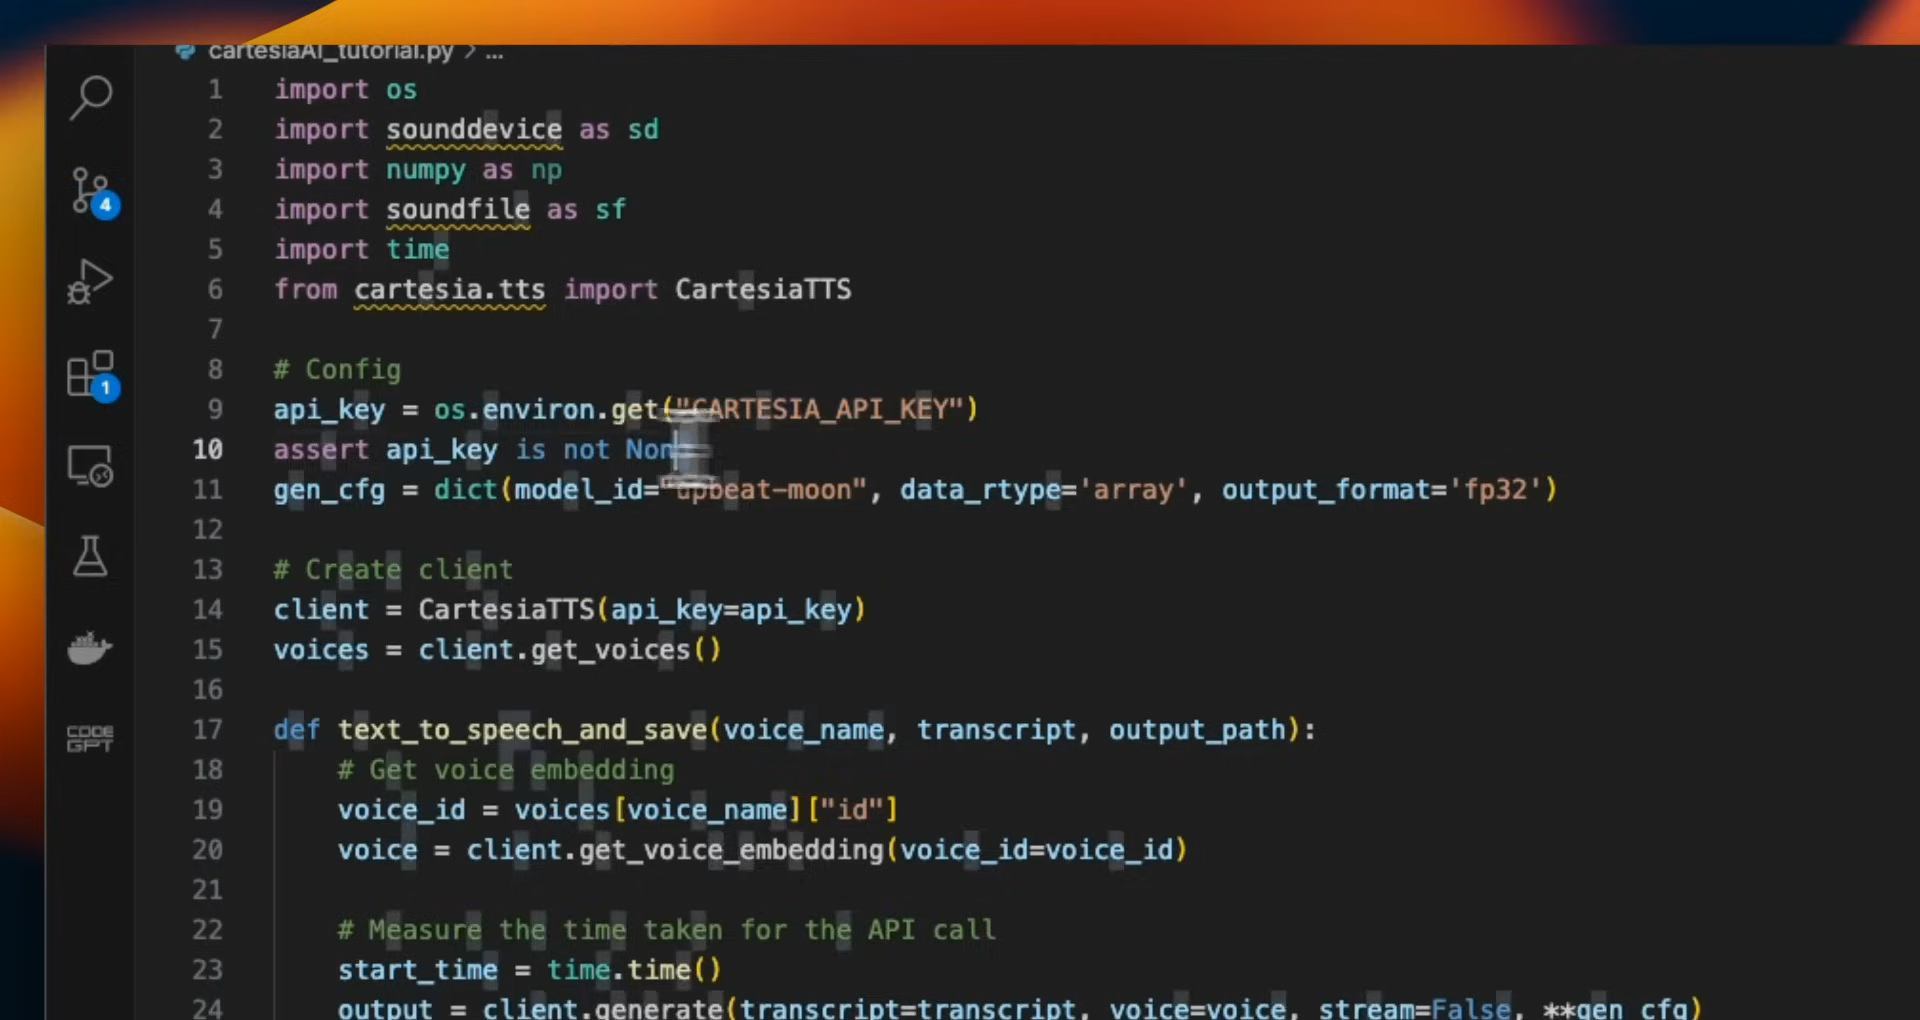 cartesiaAI_tutorial.py > ...
1 import os
2 import sounddevice as sd
3 import numpy as np
4 import soundfile as sf
5 import time
6 from cartesia.tts import CartesiaTTS
7
8 # Config
9 api_key = os.environ.get("CARTESIA_API_KEY")
10 assert api_key is not Non
11 gen_cfg = dict(model_id="upbeat-moon", data_rtype='array', output_format='fp32')
12
13 # Create client
14 client = CartesiaTTS(api_key=api_key)
15 voices = client.get_voices()
16
17 def text_to_speech_and_save(voice_name, transcript, output_path):
18 # Get voice embedding
19 voice_id = voices[voice_name]["id"]
20 voice = client.get_voice_embedding(voice_id=voice_id)
21
22 # Measure the time taken for the API call
23 start_time = time.time()
24 output = client.generate(transcript=transcript, voice=voice, stream=False, **gen_cfg)
4
1
CODE
GPT